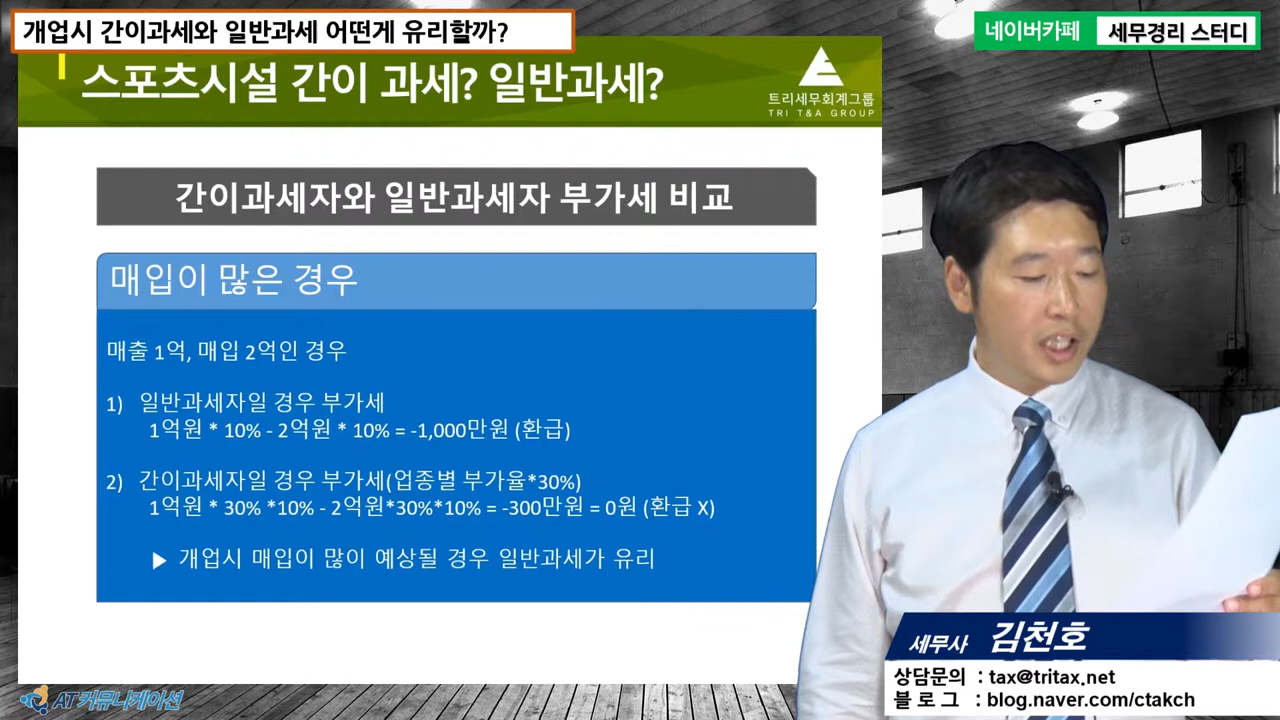 개업시 간이과세와 일반과세 어떤게 유리할까?
네이버카페 세무경리 스터디
스포츠시설 간이 과세? 일반과세?
트리세무회계그룹
TRI T&A GROUP
간이과세자와 일반과세자 부가세 비교
매입이 많은 경우
매출 1억, 매입 2억인 경우
1) 일반과세자일 경우 부가세
1억원 * 10% - 2억원 * 10% = -1,000만원 (환급)
2) 간이과세자일 경우 부가세(업종별 부가율*30%)
1억원 * 30% *10% - 2억원*30%*10% = -300만원 = 0원 (환급 X)
▶ 개업시 매입이 많이 예상될 경우 일반과세가 유리
세무사 김천호
상담문의 : tax@tritax.net
블로그 : blog.naver.com/ctakch
AT커뮤니케이션